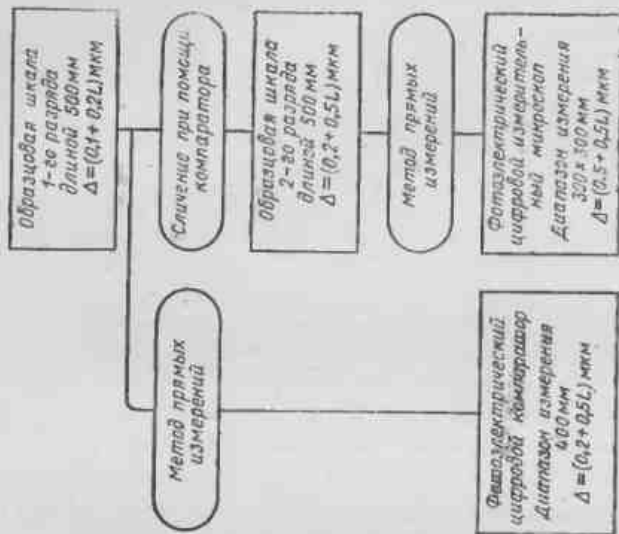 Образцовая шкала
1-го разряда
длиной 500мм
Δ=(0,1+0,2L)мкм
Сличение при помощи
компаратора
Образцовая шкала
2-го разряда
длиной 500мм
Δ=(0,2+0,5L)мкм
Метод прямых
измерений
Фотоэлектрический
цифровой измеритель-
ный микроскоп
Диапазон измерения
300×300мм
Δ=(0.5+0,5L)мкм
Метод прямых
измерений
Фотоэлектрический
цифровой компаратор
Диапазон измерения
400мм
Δ=(0,2+0,5L)мкм